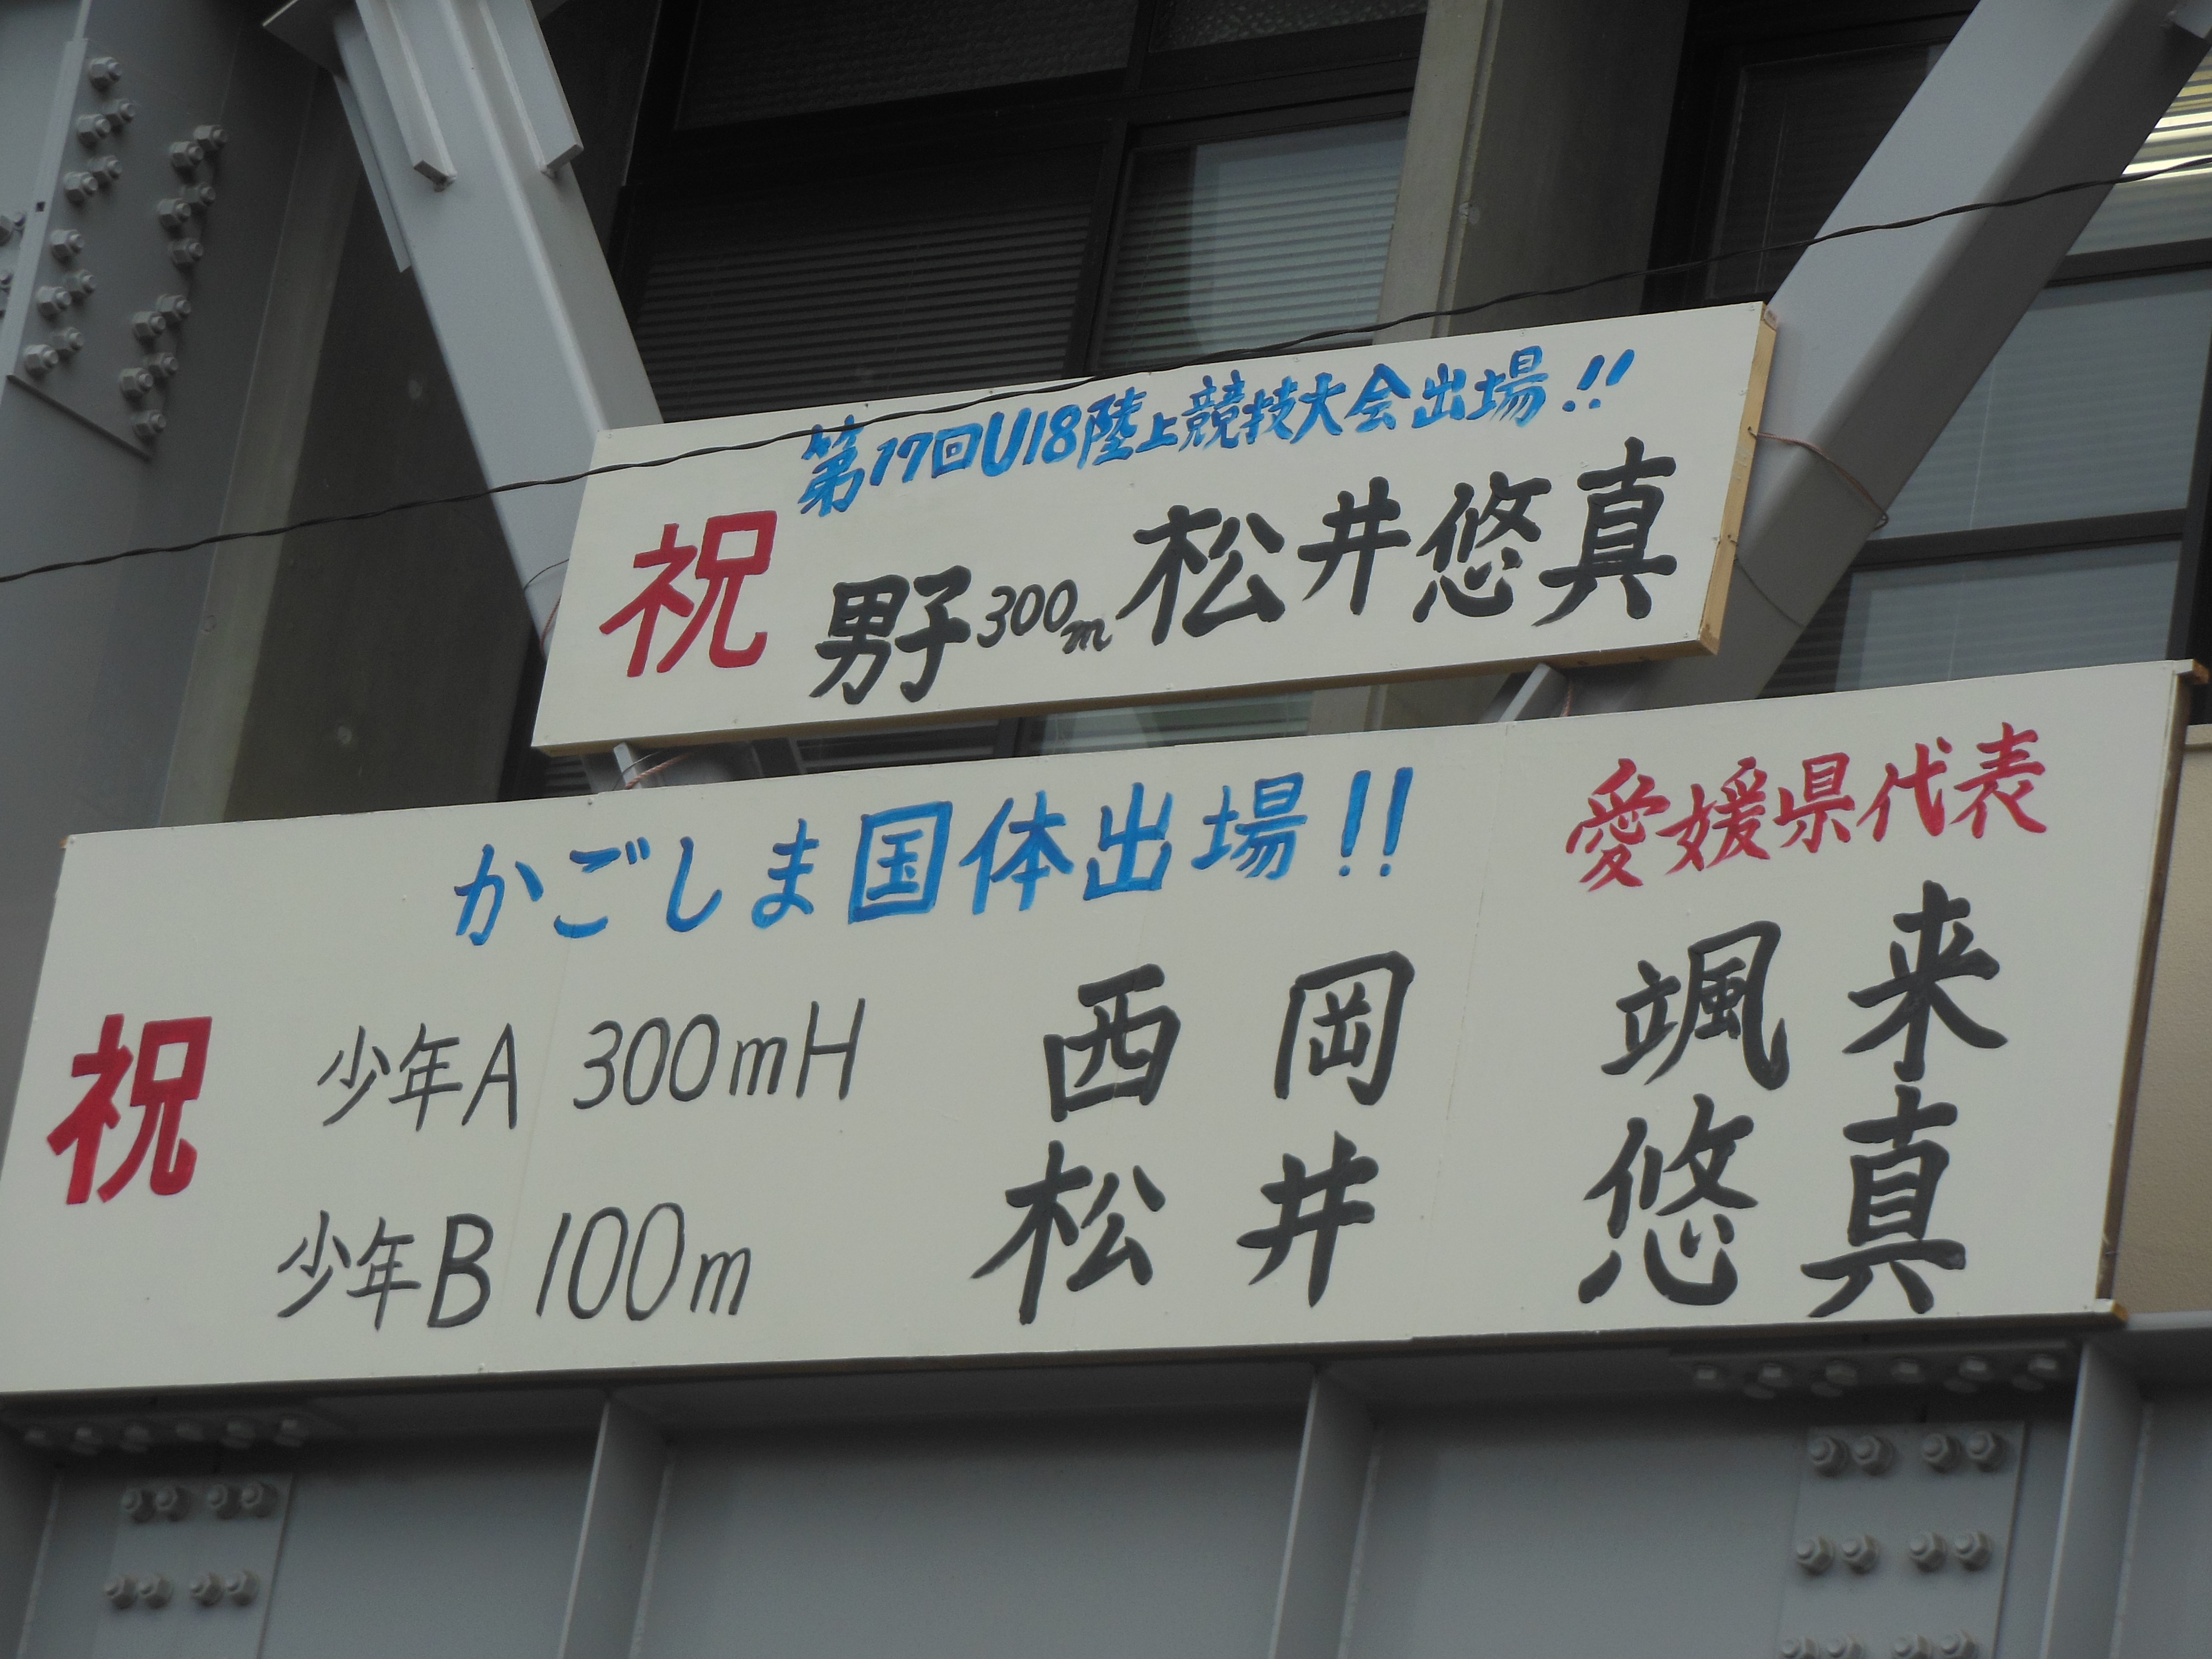 第17回U18陸上競技大会出場!!
祝 男子300m 松井悠真
かごしま国体出場!! 愛媛県代表
祝 少年A 300mH 西岡颯来
少年B 100m 松井悠真